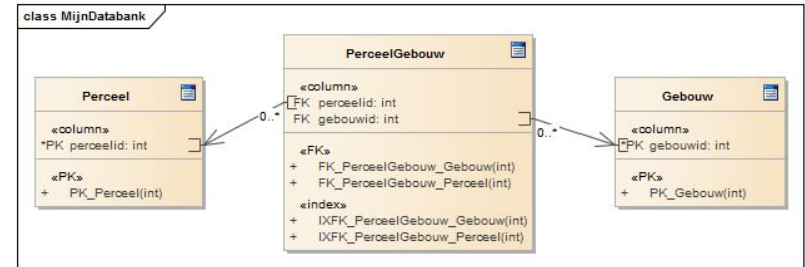 class MijnDatabank
Perceel
«column»
*PK perceelid: int
«PK»
+ PK_Perceel(int)
0..*
PerceelGebouw
«column»
FK perceelid: int
FK gebouwid: int
«FK»
+ FK_PerceelGebouw_Gebouw(int)
+ FK_PerceelGebouw_Perceel(int)
«index»
+ IXFK_PerceelGebouw_Gebouw(int)
+ IXFK_PerceelGebouw_Perceel(int)
0..*
Gebouw
«column»
*PK gebouwid: int
«PK»
+ PK_Gebouw(int)